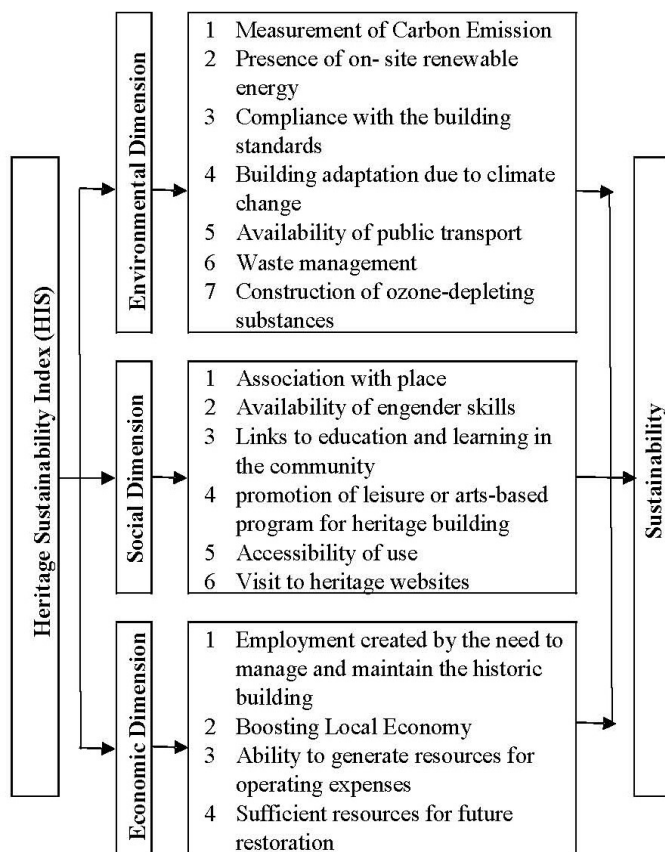 Heritage Sustainability Index (HIS)
Environmental Dimension
1 Measurement of Carbon Emission
2 Presence of on- site renewable
energy
3 Compliance with the building
standards
4 Building adaptation due to climate
change
5 Availability of public transport
6 Waste management
7 Construction of ozone-depleting
substances
Social Dimension
1 Association with place
2 Availability of engender skills
3 Links to education and learning in
the community
4 promotion of leisure or arts-based
program for heritage building
5 Accessibility of use
6 Visit to heritage websites
Economic Dimension
1 Employment created by the need to
manage and maintain the historic
building
2 Boosting Local Economy
3 Ability to generate resources for
operating expenses
4 Sufficient resources for future
restoration
Sustainability